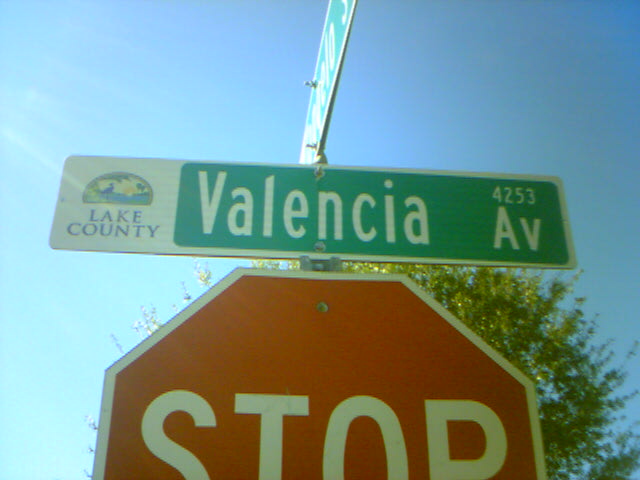 LAKE
COUNTY
Valencia
4253
Av
STOP